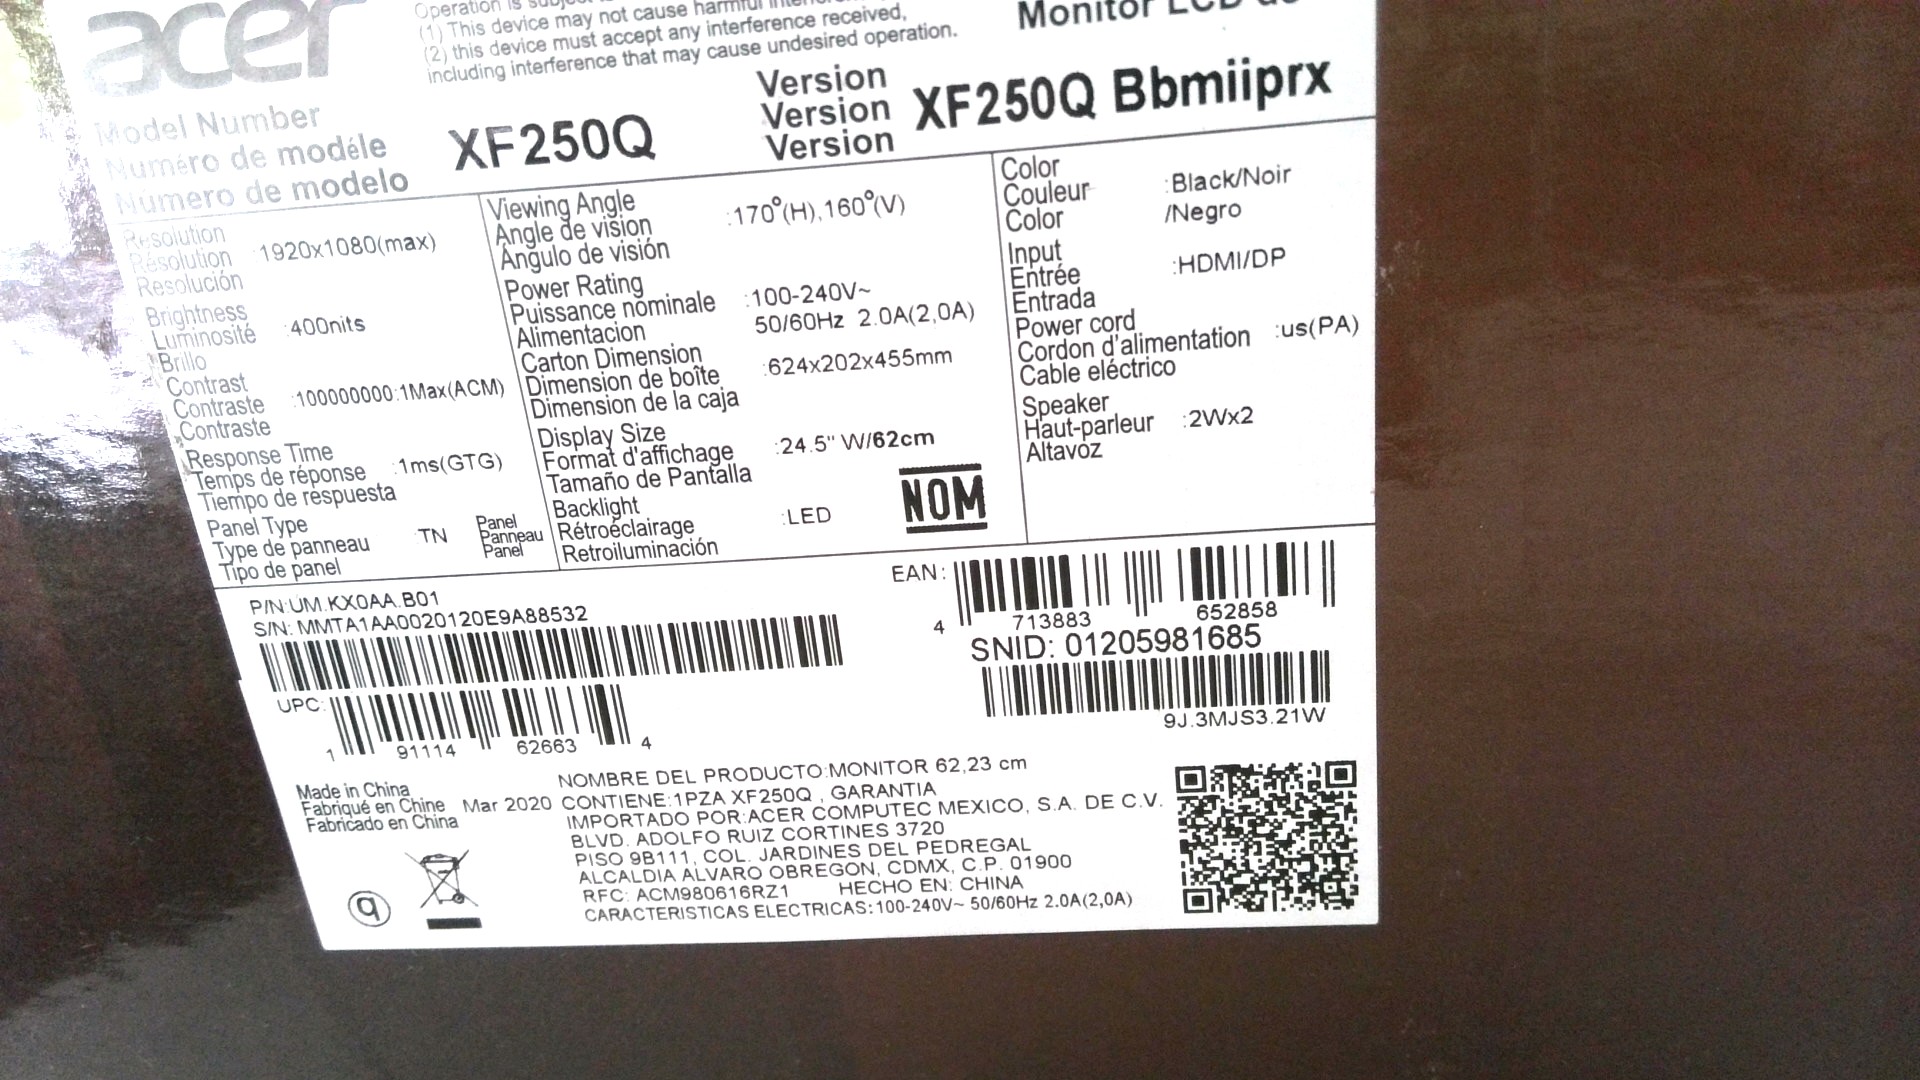 acer
Operation is
(1) This device may not cause harmful
(2) this device must accept any interference received,
including interference that may cause undesired operation.
Monitor LCD
Model Number
Numéro de modéle
Número de modelo
XF250Q
Version
Version
Version
XF250Q Bbmiiprx
Resolution
Résolution
Resolución
:1920x1080(max)
Brightness
Luminosité
Brillo
:400nits
Contrast
Contraste
Contraste
:100000000:1Max(ACM)
Response Time
Temps de réponse
Tiempo de respuesta
:1ms(GTG)
Panel Type
Type de panneau
Tipo de panel
:TN
Panel
Panneau
Panel
Viewing Angle
Angle de vision
Ángulo de visión
:170°(H),160°(V)
Power Rating
Puissance nominale
Alimentacion
:100-240V~
50/60Hz 2.0A(2,0A)
Carton Dimension
Dimension de boîte
Dimension de la caja
:624x202x455mm
Display Size
Format d'affichage
Tamaño de Pantalla
:24.5" W/62cm
Backlight
Rétroéclairage
Retroiluminación
:LED
NOM
Color
Couleur
Color
:Black/Noir
/Negro
Input
Entrée
Entrada
:HDMI/DP
Power cord
Cordon d'alimentation
Cable eléctrico
:us(PA)
Speaker
Haut-parleur
Altavoz
:2Wx2
P/N:UM.KX0AA.B01
S/N: MMTA1AA0020120E9A88532
UPC:
1 91114 62663 4
EAN:
4 713883 652858
SNID: 01205981685
9J.3MJS3.21W
Made in China
Fabriqué en Chine
Fabricado en China
Mar 2020
NOMBRE DEL PRODUCTO:MONITOR 62,23 cm
CONTIENE:1PZA XF250Q , GARANTIA
IMPORTADO POR:ACER COMPUTEC MEXICO, S.A. DE C.V.
BLVD. ADOLFO RUIZ CORTINES 3720
PISO 9B111, COL. JARDINES DEL PEDREGAL
ALCALDIA ALVARO OBREGON, CDMX, C.P. 01900
RFC: ACM980616RZ1 HECHO EN: CHINA
CARACTERISTICAS ELECTRICAS:100-240V~ 50/60Hz 2.0A(2,0A)
q